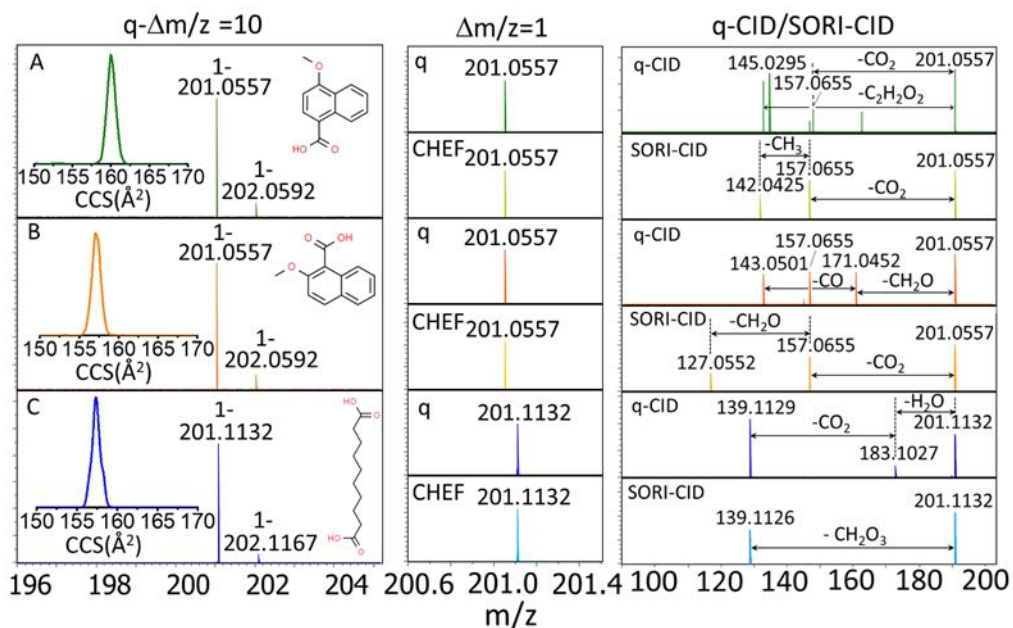 q-Δm/z =10
Δm/z=1
q-CID/SORI-CID
A
1-
201.0557
O
HO
O
150 155 160 165 170
CCS(Å²)
1-
202.0592
q
201.0557
CHEF
201.0557
q-CID
145.0295
-CO₂
201.0557
157.0655
-C₂H₂O₂
SORI-CID
-CH₃
157.0655
201.0557
142.0425
-CO₂
B
1-
201.0557
OH
O
O
150 155 160 165 170
CCS(Å²)
1-
202.0592
q
201.0557
CHEF
201.0557
q-CID
157.0655
201.0557
143.0501
171.0452
-CO
-CH₂O
SORI-CID
-CH₂O
157.0655
201.0557
127.0552
-CO₂
C
1-
201.1132
HO
O
HO
O
150 155 160 165 170
CCS(Å²)
1-
202.1167
q
201.1132
CHEF
201.1132
q-CID
139.1129
-H₂O
201.1132
-CO₂
183.1027
SORI-CID
139.1126
201.1132
- CH₂O₃
196 198 200 202 204
200.6 201.0 201.4
100 120 140 160 180 200
m/z